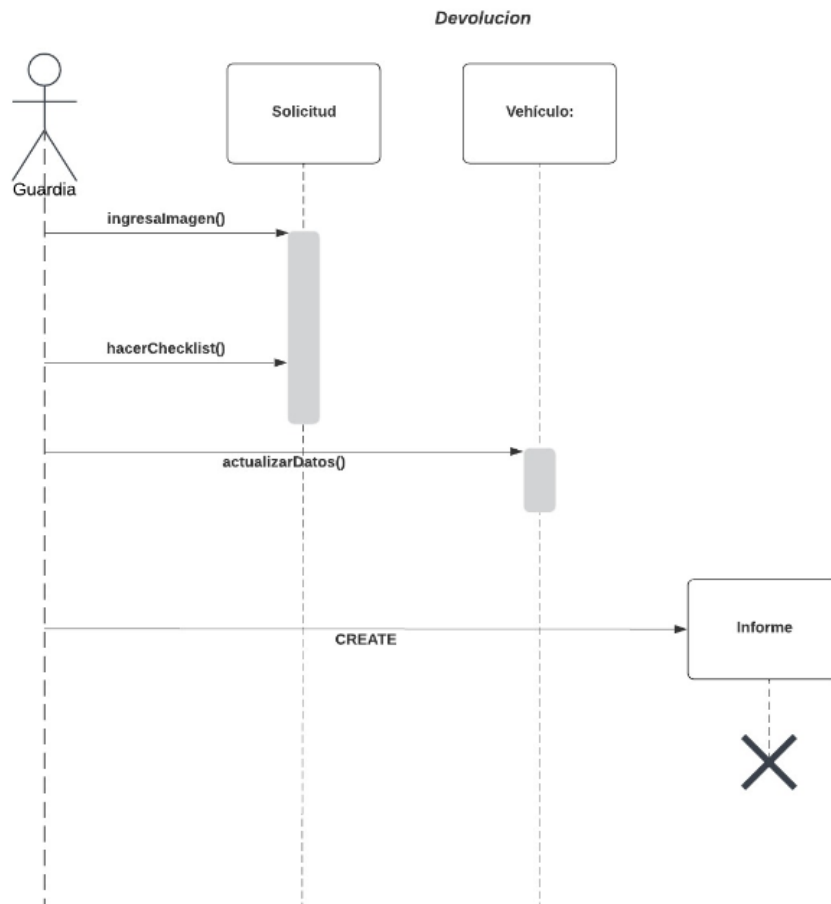 Devolucion
Solicitud
Vehículo:
Guardia
ingresaImagen()
hacerChecklist()
actualizarDatos()
Informe
CREATE